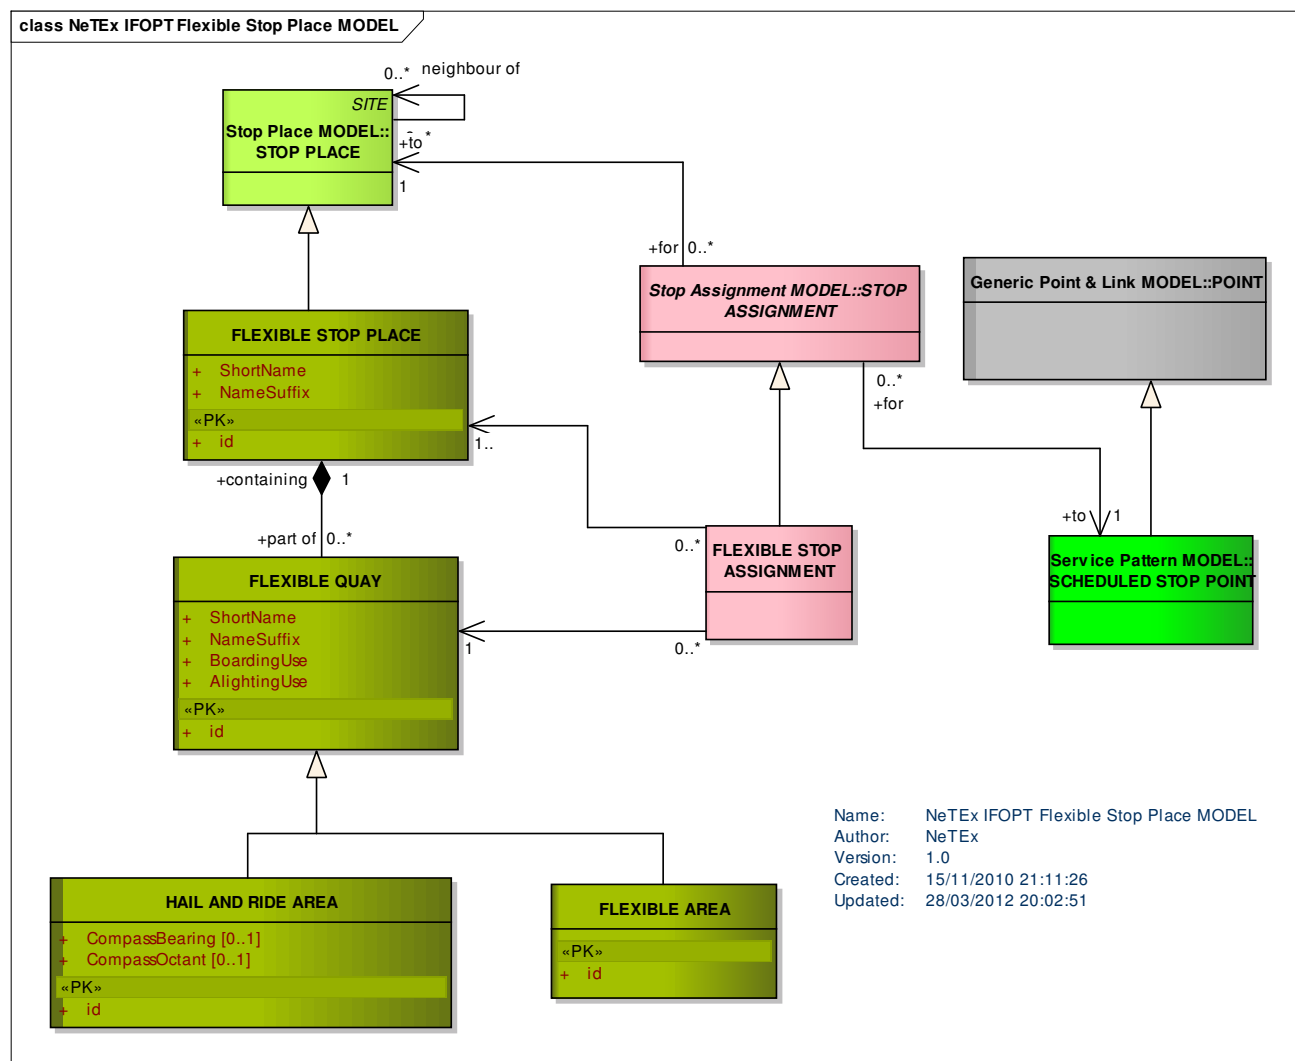 class NeTEx IFOPT Flexible Stop Place MODEL
0..* neighbour of
SITE
Stop Place MODEL::
STOP PLACE
+to *
1
+for 0..*
Stop Assignment MODEL::STOP
ASSIGNMENT
Generic Point & Link MODEL::POINT
FLEXIBLE STOP PLACE
+ ShortName
+ NameSuffix
«PK»
+ id
0..*
+for
1..
+containing 1
+to 1
+part of 0..*
0..*
FLEXIBLE STOP
ASSIGNMENT
Service Pattern MODEL::
SCHEDULED STOP POINT
FLEXIBLE QUAY
+ ShortName
+ NameSuffix
+ BoardingUse
+ AlightingUse
«PK»
+ id
1
0..*
Name: NeTEx IFOPT Flexible Stop Place MODEL
Author: NeTEx
Version: 1.0
Created: 15/11/2010 21:11:26
Updated: 28/03/2012 20:02:51
HAIL AND RIDE AREA
+ CompassBearing [0..1]
+ CompassOctant [0..1]
«PK»
+ id
FLEXIBLE AREA
«PK»
+ id